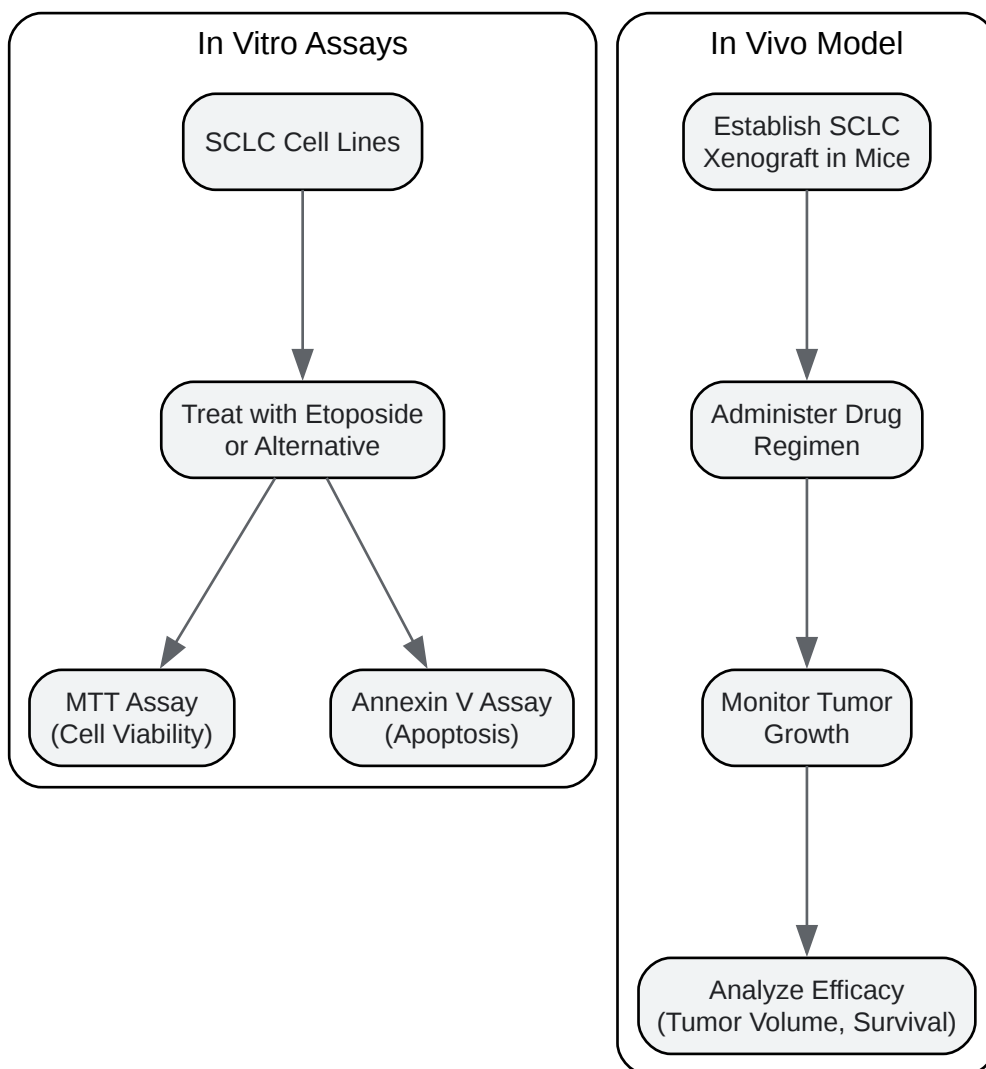 In Vitro Assays
SCLC Cell Lines
Treat with Etoposide
or Alternative
MTT Assay
(Cell Viability)
Annexin V Assay
(Apoptosis)
In Vivo Model
Establish SCLC
Xenograft in Mice
Administer Drug
Regimen
Monitor Tumor
Growth
Analyze Efficacy
(Tumor Volume, Survival)